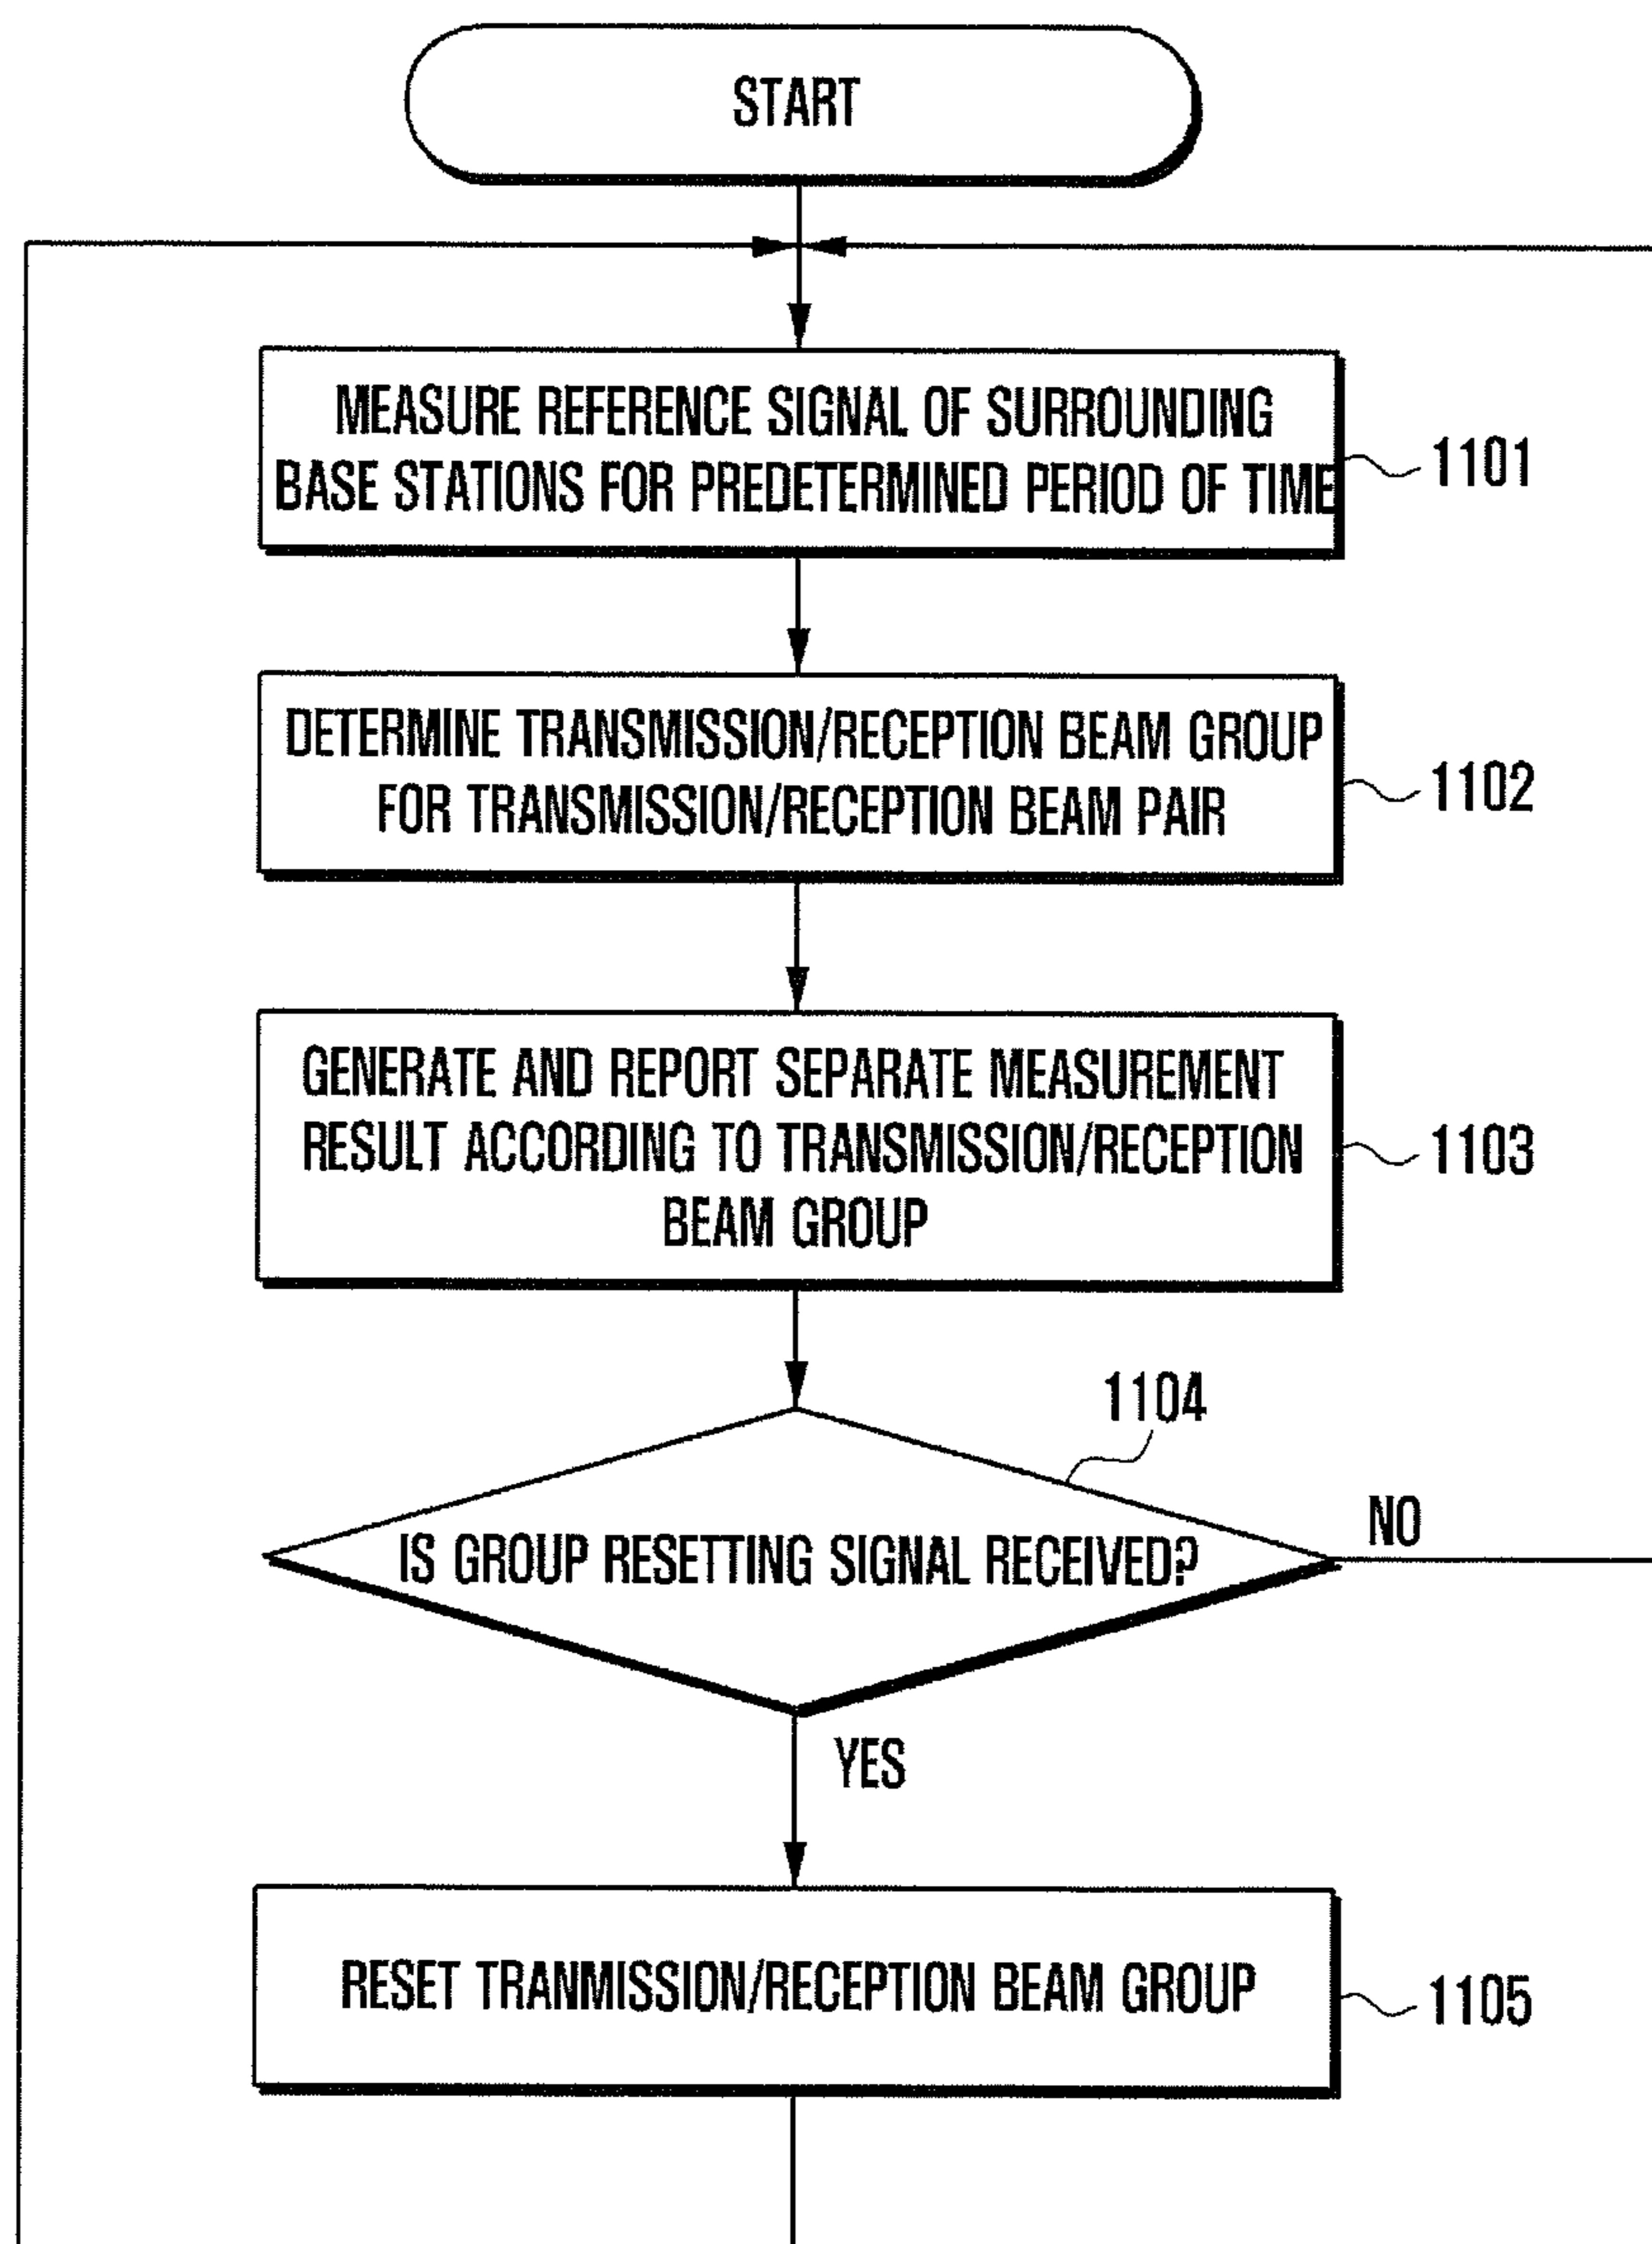 START
MEASURE REFERENCE SIGNAL OF SURROUNDING
BASE STATIONS FOR PREDETERMINED PERIOD OF TIME
1101
DETERMINE TRANSMISSION/RECEPTION BEAM GROUP
FOR TRANSMISSION/RECEPTION BEAM PAIR
1102
GENERATE AND REPORT SEPARATE MEASUREMENT
RESULT ACCORDING TO TRANSMISSION/RECEPTION
BEAM GROUP
1103
1104
IS GROUP RESETTING SIGNAL RECEIVED?
NO
YES
RESET TRANMISSION/RECEPTION BEAM GROUP
1105